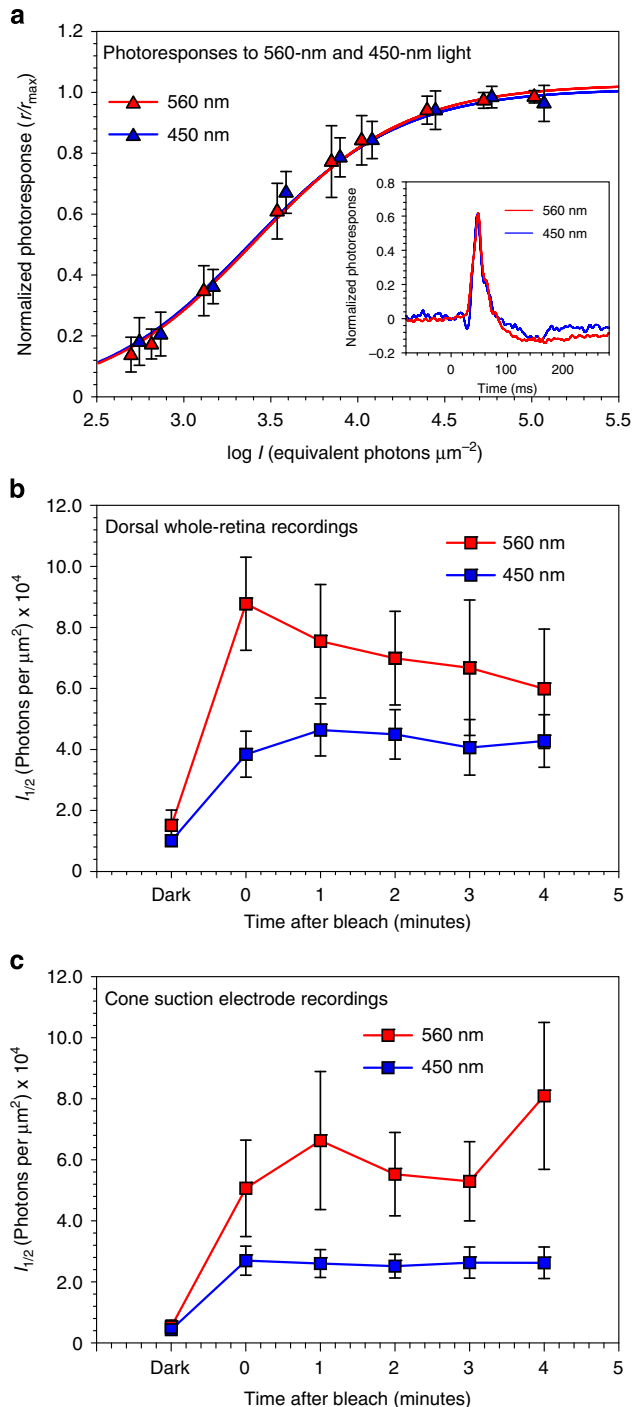 a
Photoresponses to 560-nm and 450-nm light
560 nm
450 nm
Normalized photoresponse (r/rmax)
1.2
1.0
0.8
0.6
0.4
0.2
0
2.5 3.0 3.5 4.0 4.5 5.0 5.5
log I (equivalent photons μm−2)
Normalized photoresponse
0.8
0.6
0.4
0.2
0
−0.2
560 nm
450 nm
0 100 200
Time (ms)
b
Dorsal whole-retina recordings
560 nm
450 nm
I1/2 (Photons per μm2) x 104
12.0
10.0
8.0
6.0
4.0
2.0
0
Dark 0 1 2 3 4 5
Time after bleach (minutes)
c
Cone suction electrode recordings
560 nm
450 nm
I1/2 (Photons per μm2) x 104
12.0
10.0
8.0
6.0
4.0
2.0
0
Dark 0 1 2 3 4 5
Time after bleach (minutes)